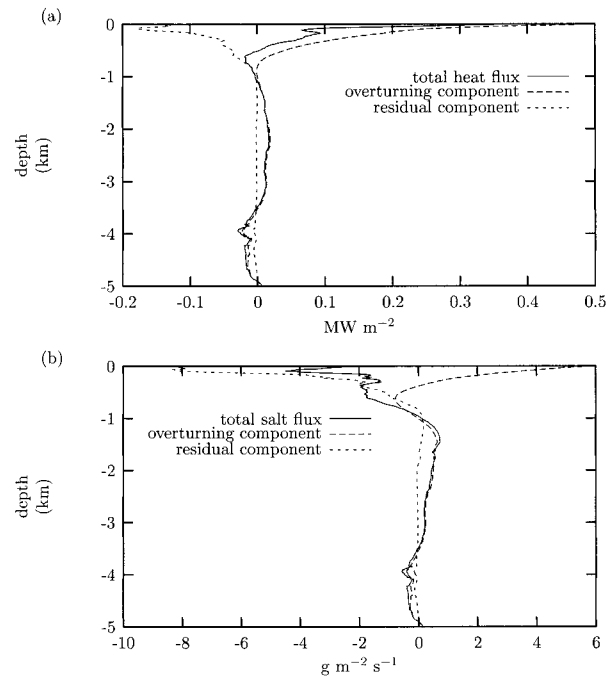 (a)
0
-1
-2
-3
-4
-5
depth
(km)
total heat flux
overturning component
residual component
-0.2 -0.1 0 0.1 0.2 0.3 0.4 0.5
MW m−2
(b)
0
-1
-2
-3
-4
-5
depth
(km)
total salt flux
overturning component
residual component
-10 -8 -6 -4 -2 0 2 4 6
g m−2 s−1